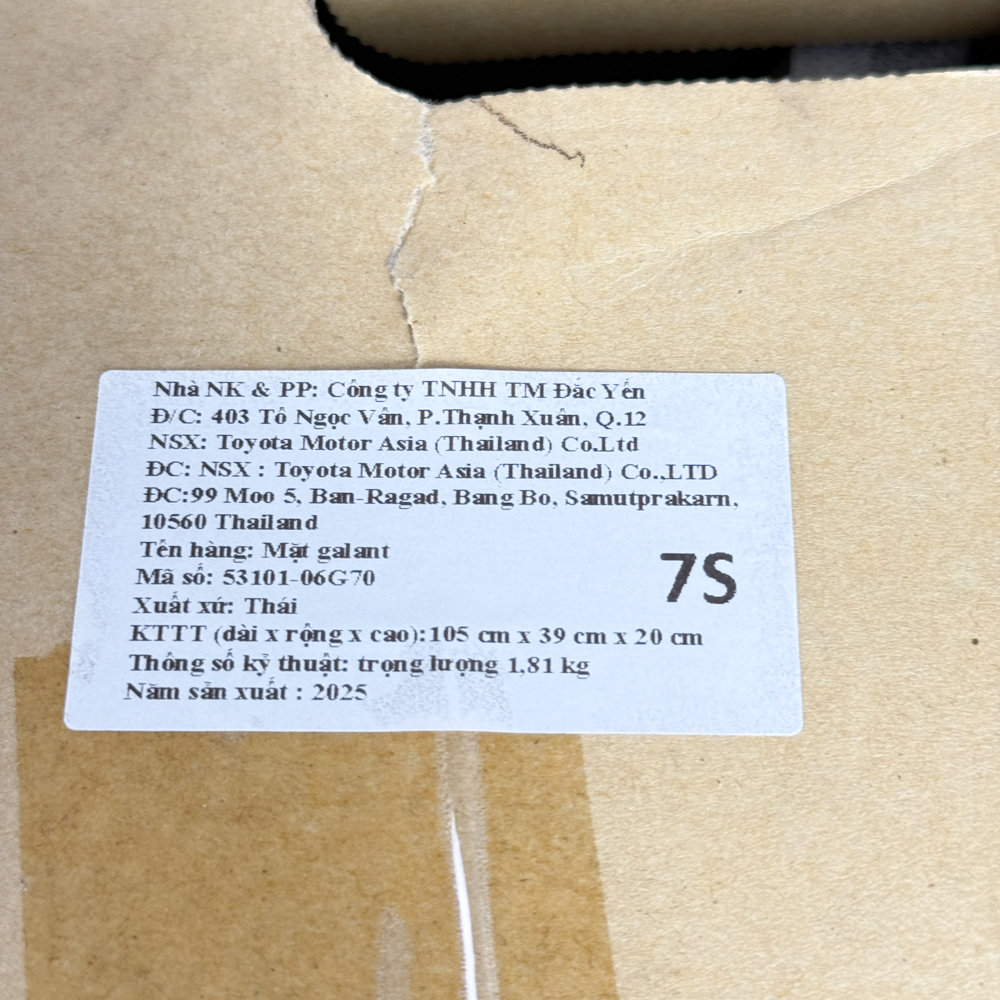 Nhà NK & PP: Công ty TNHH TM Đắc Yến
Đ/C: 403 Tô Ngọc Vân, P.Thạnh Xuân, Q.12
NSX: Toyota Motor Asia (Thailand) Co.Ltd
ĐC: NSX : Toyota Motor Asia (Thailand) Co.,LTD
ĐC:99 Moo 5, Ban-Ragad, Bang Bo, Samutprakarn,
10560 Thailand
Tên hàng: Mặt galant
Mã số: 53101-06G70
7S
Xuất xứ: Thái
KTTT (dài x rộng x cao):105 cm x 39 cm x 20 cm
Thông số kỹ thuật: trọng lượng 1,81 kg
Năm sản xuất : 2025